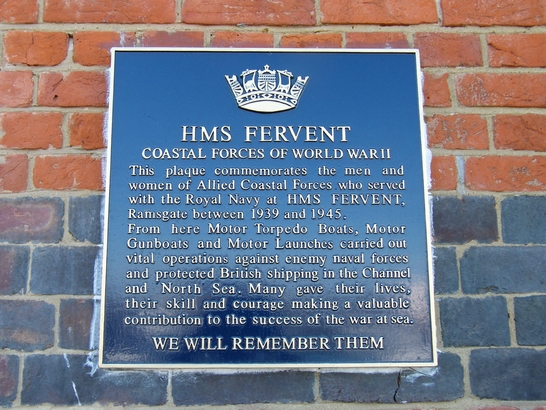 HMS FERVENT
COASTAL FORCES OF WORLD WAR II
This plaque commemorates the men and
women of Allied Coastal Forces who served
with the Royal Navy at HMS FERVENT,
Ramsgate between 1939 and 1945.
From here Motor Torpedo Boats, Motor
Gunboats and Motor Launches carried out
vital operations against enemy naval forces
and protected British shipping in the Channel
and North Sea. Many gave their lives,
their skill and courage making a valuable
contribution to the success of the war at sea.
WE WILL REMEMBER THEM